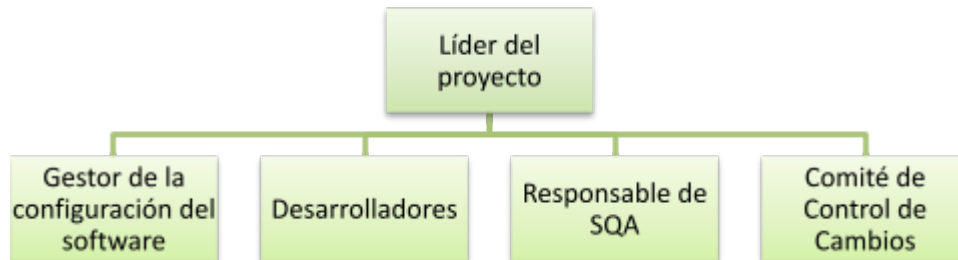 Líder del
proyecto
Gestor de la
configuración del
software
Desarrolladores
Responsable de
SQA
Comité de
Control de
Cambios